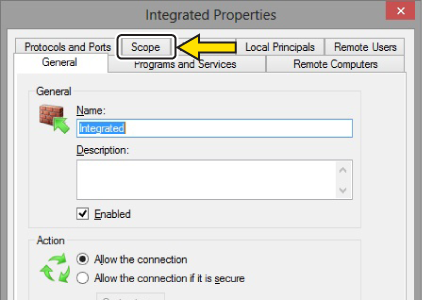 Integrated Properties
Protocols and Ports Scope Local Principals Remote Users
General Programs and Services Remote Computers
General
Name:
Integrated
Description:
Enabled
Action
Allow the connection
Allow the connection if it is secure